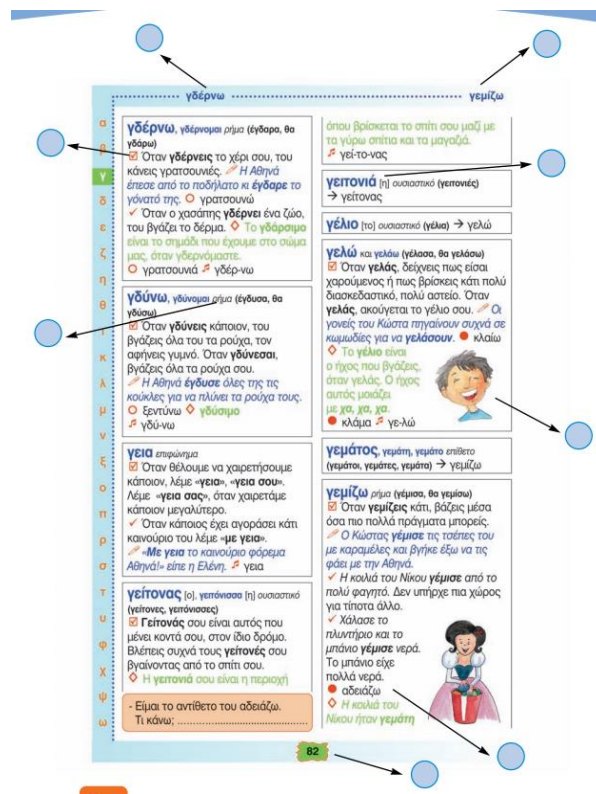 γδέρνω
γεμίζω
α
β
γ
δ
ε
ζ
η
θ
ι
κ
λ
μ
ν
ξ
ο
π
ρ
σ
τ
υ
φ
χ
ψ
ω
γδέρνω, γδέρνομαι ρήμα (έγδαρα, θα
γδάρω)
Όταν γδέρνεις το χέρι σου, του
κάνεις γρατσουνιές. Η Αθηνά
έπεσε από το ποδήλατο κι έγδαρε το
γόνατό της. γρατσουνώ
Όταν ο χασάπης γδέρνει ένα ζώο,
του βγάζει το δέρμα. Το γδάρσιμο
είναι το σημάδι που έχουμε στο σώμα
μας, όταν γδερνόμαστε.
γρατσουνιά γδέρ-νω
γδύνω, γδύνομαι ρήμα (έγδυσα, θα
γδύσω)
Όταν γδύνεις κάποιον, του
βγάζεις όλα του τα ρούχα, τον
αφήνεις γυμνό. Όταν γδύνεσαι,
βγάζεις όλα τα ρούχα σου.
Η Αθηνά έγδυσε όλες της τις
κούκλες για να πλύνει τα ρούχα τους.
ξεντύνω γδύσιμο
γδύ-νω
γεια επιφώνημα
Όταν θέλουμε να χαιρετήσουμε
κάποιον, λέμε «γεια», «γεια σου».
Λέμε «γεια σας», όταν χαιρετάμε
κάποιον μεγαλύτερο.
Όταν κάποιος έχει αγοράσει κάτι
καινούριο του λέμε «με γεια».
«Με γεια το καινούριο φόρεμα
Αθηνά!» είπε η Ελένη. γεια
γείτονας [ο], γειτόνισσα [η] ουσιαστικό
(γείτονες, γειτόνισσες)
Γείτονάς σου είναι αυτός που
μένει κοντά σου, στον ίδιο δρόμο.
Βλέπεις συχνά τους γείτονές σου
βγαίνοντας από το σπίτι σου.
Η γειτονιά σου είναι η περιοχή
- Είμαι το αντίθετο του αδειάζω.
Τι κάνω; ..........................................
όπου βρίσκεται το σπίτι σου μαζί με
τα γύρω σπίτια και τα μαγαζιά.
γεί-το-νας
γειτονιά [η] ουσιαστικό (γειτονιές)
→ γείτονας
γέλιο [το] ουσιαστικό (γέλια) → γελώ
γελώ και γελάω (γέλασα, θα γελάσω)
Όταν γελάς, δείχνεις πως είσαι
χαρούμενος ή πως βρίσκεις κάτι πολύ
διασκεδαστικό, πολύ αστείο. Όταν
γελάς, ακούγεται το γέλιο σου. Οι
γονείς του Κώστα πηγαίνουν συχνά σε
κωμωδίες για να γελάσουν. κλαίω
Το γέλιο είναι
ο ήχος που βγάζεις,
όταν γελάς. Ο ήχος
αυτός μοιάζει
με χα, χα, χα.
κλάμα γε-λώ
γεμάτος, γεμάτη, γεμάτο επίθετο
(γεμάτοι, γεμάτες, γεμάτα) → γεμίζω
γεμίζω ρήμα (γέμισα, θα γεμίσω)
Όταν γεμίζεις κάτι, βάζεις μέσα
όσα πιο πολλά πράγματα μπορείς.
Ο Κώστας γέμισε τις τσέπες του
με καραμέλες και βγήκε έξω να τις
φάει με την Αθηνά.
Η κοιλιά του Νίκου γέμισε από το
πολύ φαγητό. Δεν υπήρχε πια χώρος
για τίποτα άλλο.
Χάλασε το
πλυντήριο και το
μπάνιο γέμισε νερά.
Το μπάνιο είχε
πολλά νερά.
αδειάζω
Η κοιλιά του
Νίκου ήταν γεμάτη
82